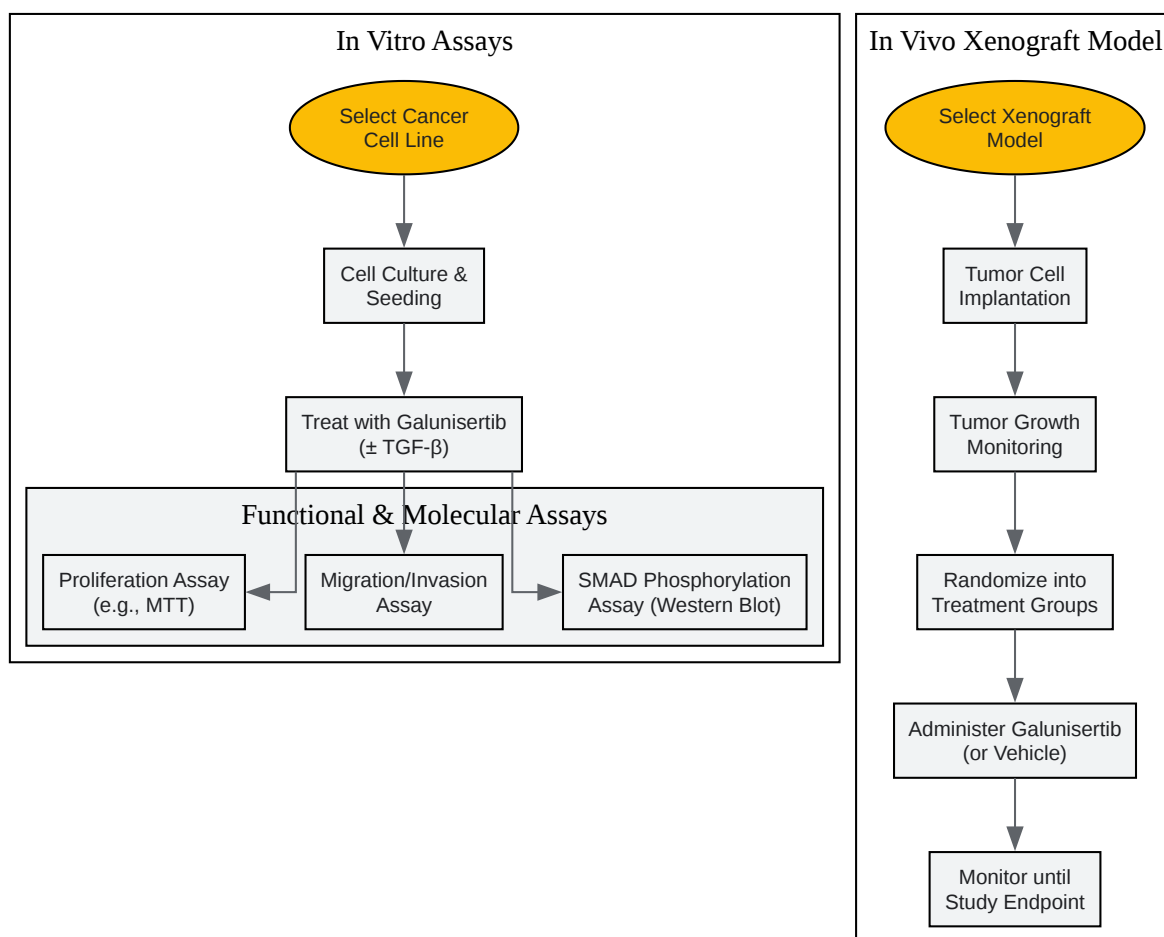 In Vitro Assays
Select Cancer
Cell Line
Cell Culture &
Seeding
Treat with Galunisertib
(± TGF-β)
Functional & Molecular Assays
Proliferation Assay
(e.g., MTT)
Migration/Invasion
Assay
SMAD Phosphorylation
Assay (Western Blot)
In Vivo Xenograft Model
Select Xenograft
Model
Tumor Cell
Implantation
Tumor Growth
Monitoring
Randomize into
Treatment Groups
Administer Galunisertib
(or Vehicle)
Monitor until
Study Endpoint